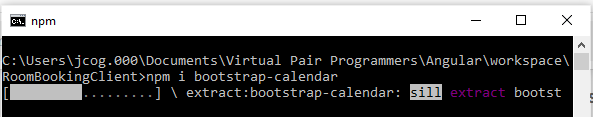 npm
C:\Users\jcog.000\Documents\Virtual Pair Programmers\Angular\workspace\
RoomBookingClient>npm i bootstrap-calendar
[        .........] \ extract:bootstrap-calendar: sill extract bootst